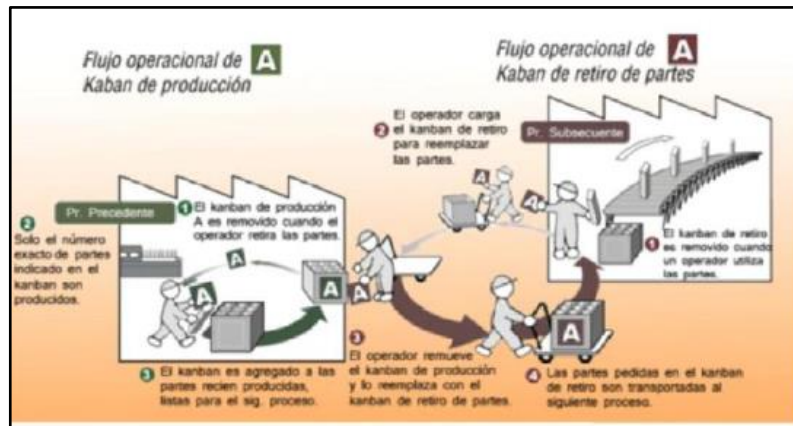 Flujo operacional de A
Kaban de producción
Flujo operacional de A
Kaban de retiro de partes
2 El operador carga
el kanban de retiro
para reemplazar
las partes.
Pr. Subsecuente
Pr. Precedente
1 El kanban de producción
A es removido cuando el
operador retira las partes.
2
Solo el número
exacto de partes
indicado en el
kanban son
producidos.
1 El kanban de retiro
es removido cuando
un operador utiliza
las partes.
A
A
A
A
A
A
A
A
3 El kanban es agregado a las
partes recien producidas,
listas para el sig. proceso.
3
El operador remueve
el kanban de producción
y lo reemplaza con el
kanban de retiro de partes.
4 Las partes pedidas en el kanban
de retiro son transportadas al
siguiente proceso.